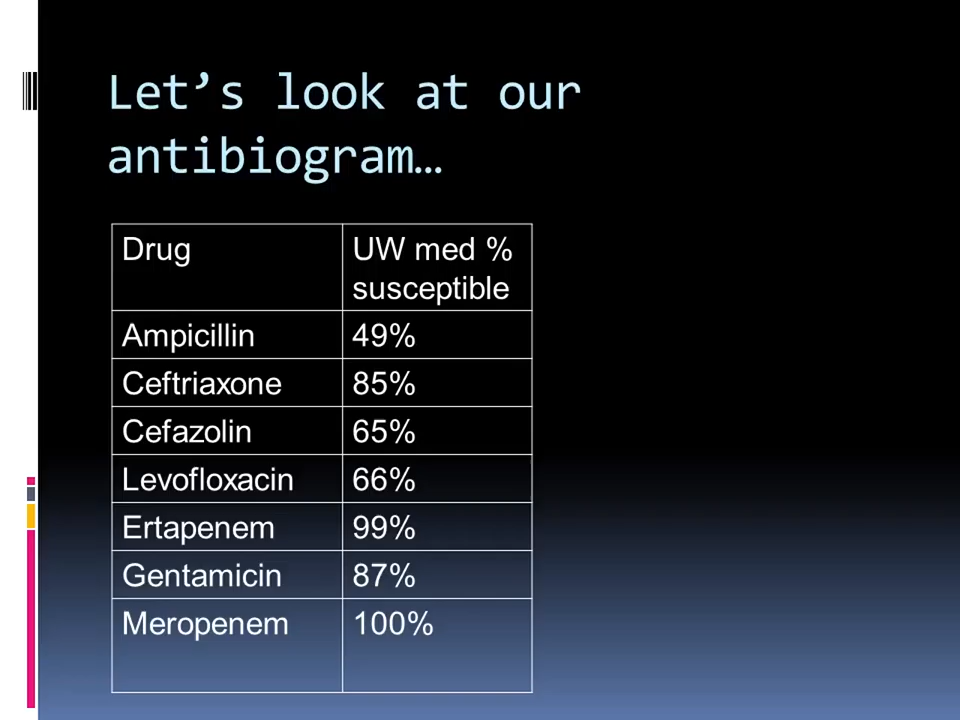 Let’s look at our
antibiogram…
Drug
UW med %
susceptible
Ampicillin 49%
Ceftriaxone 85%
Cefazolin 65%
Levofloxacin 66%
Ertapenem 99%
Gentamicin 87%
Meropenem 100%